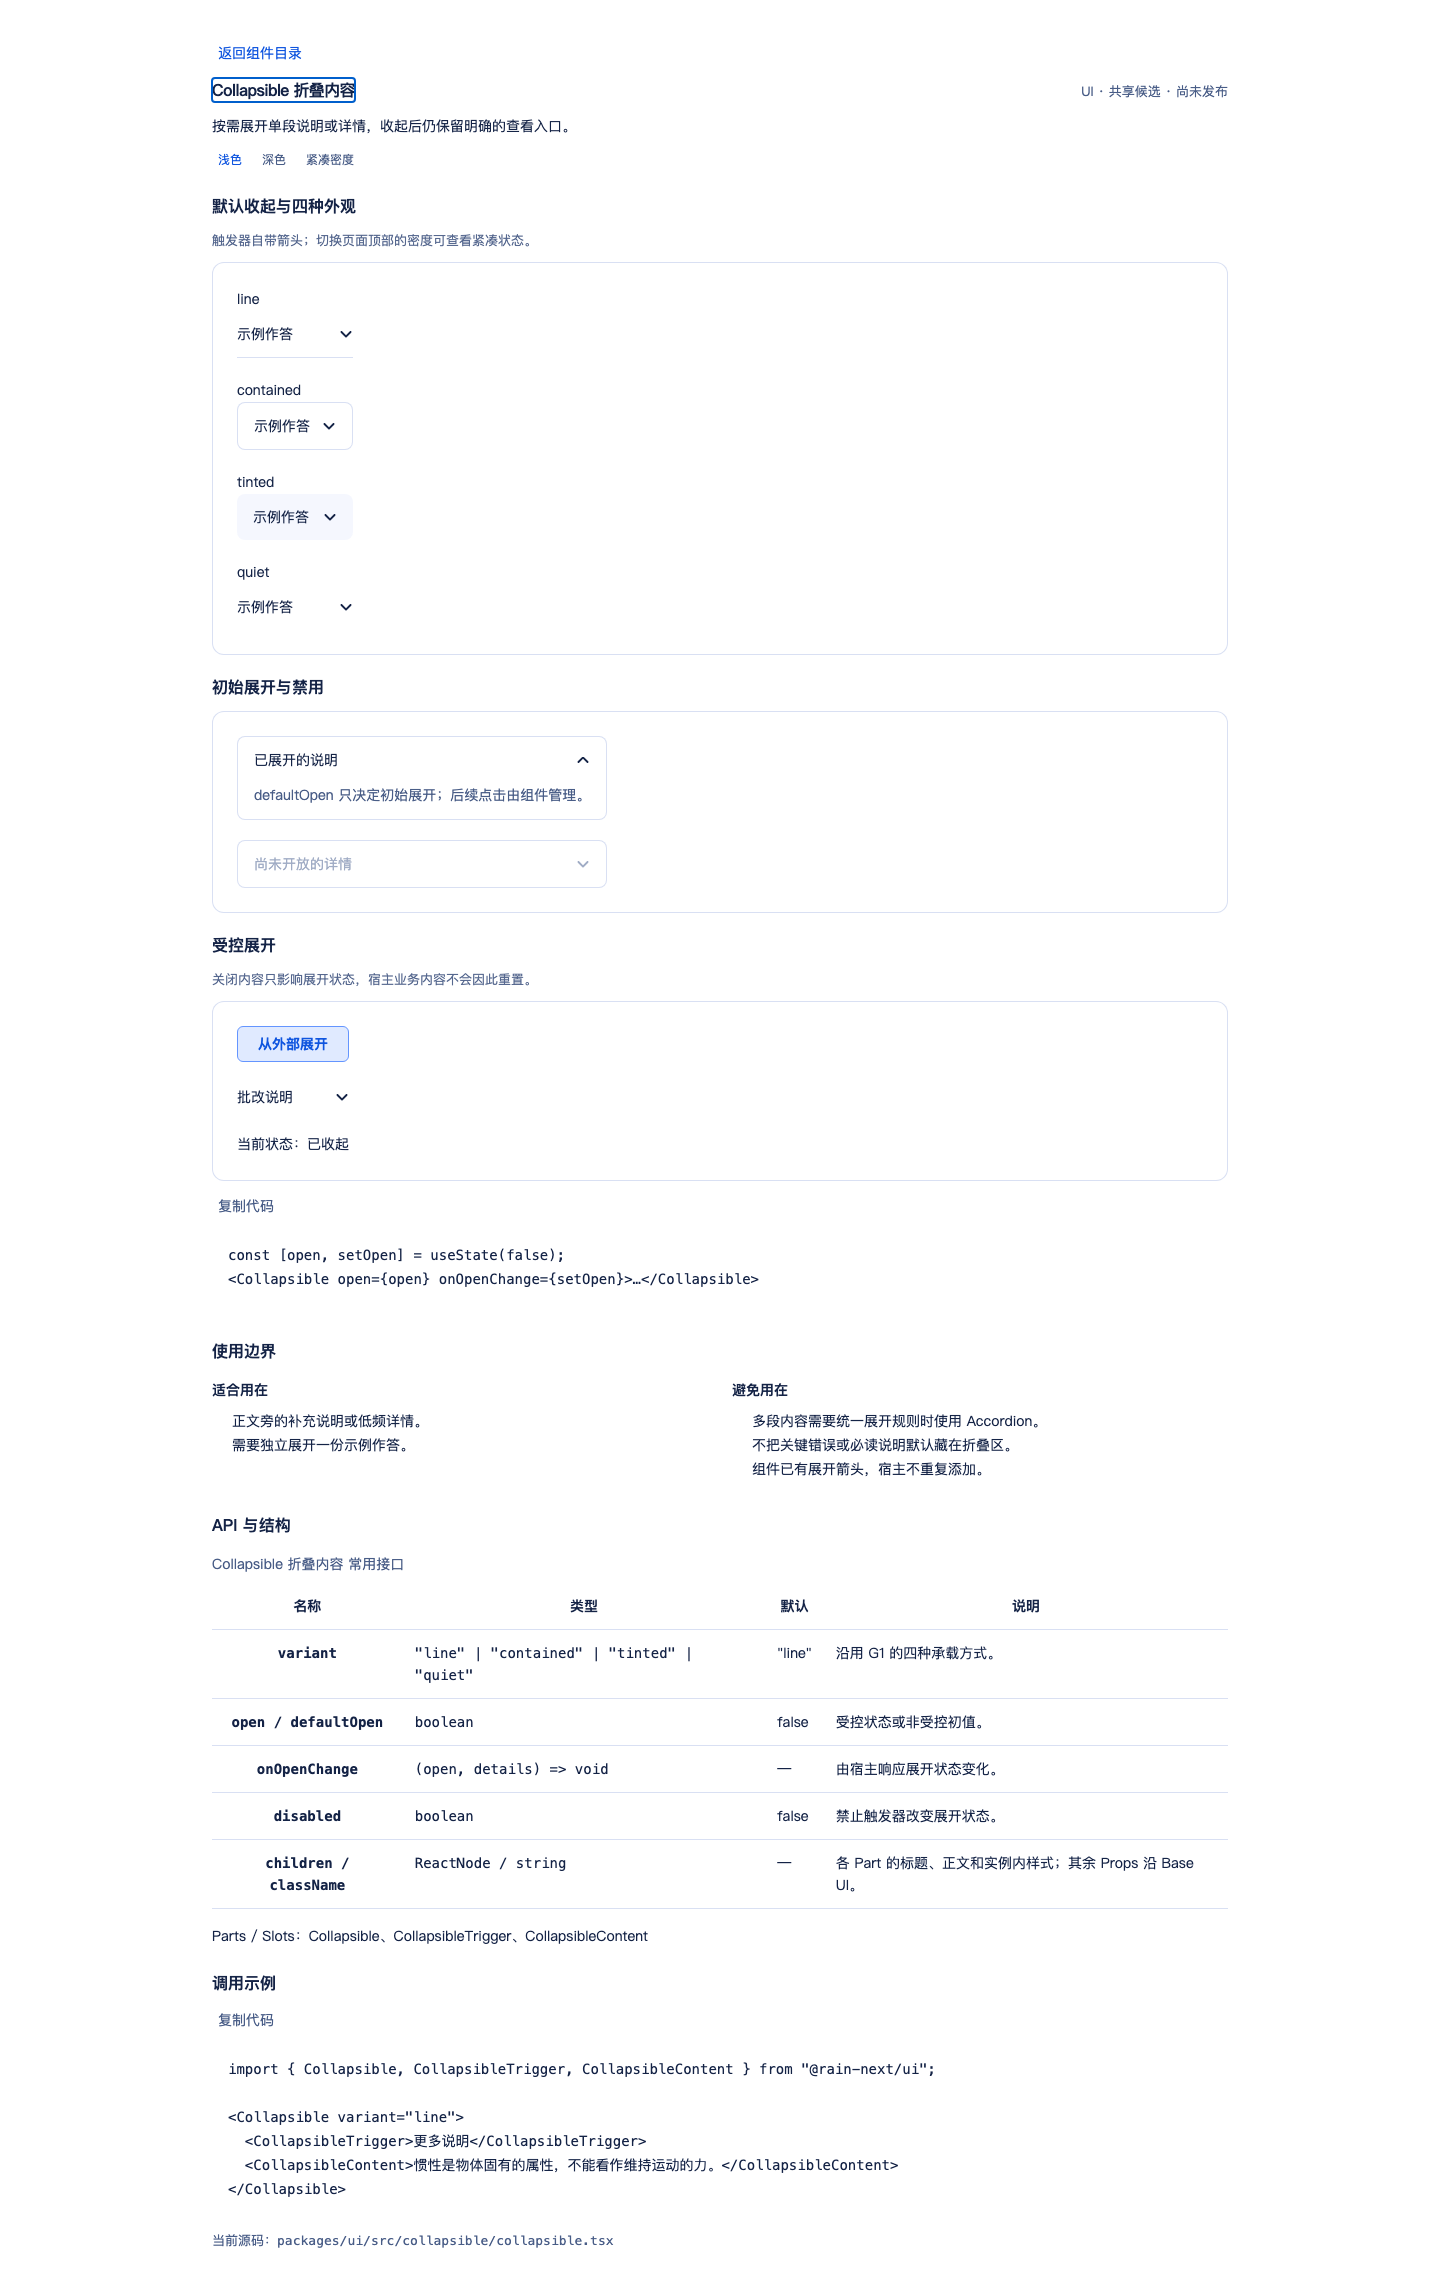 返回组件目录
Collapsible 折叠内容
UI · 共享候选 · 尚未发布
按需展开单段说明或详情，收起后仍保留明确的查看入口。
浅色 深色 紧凑密度
默认收起与四种外观
触发器自带箭头；切换页面顶部的密度可查看紧凑状态。
line
示例作答
contained
示例作答
tinted
示例作答
quiet
示例作答
初始展开与禁用
已展开的说明
defaultOpen 只决定初始展开；后续点击由组件管理。
尚未开放的详情
受控展开
关闭内容只影响展开状态，宿主业务内容不会因此重置。
从外部展开
批改说明
当前状态：已收起
复制代码
const [open, setOpen] = useState(false);
<Collapsible open={open} onOpenChange={setOpen}>…</Collapsible>
使用边界
适合用在
正文旁的补充说明或低频详情。
需要独立展开一份示例作答。
避免用在
多段内容需要统一展开规则时使用 Accordion。
不把关键错误或必读说明默认藏在折叠区。
组件已有展开箭头，宿主不重复添加。
API 与结构
Collapsible 折叠内容 常用接口
名称 类型 默认 说明
variant "line" | "contained" | "tinted" | "line" 沿用 G1 的四种承载方式。
"quiet"
open / defaultOpen boolean false 受控状态或非受控初值。
onOpenChange (open, details) => void — 由宿主响应展开状态变化。
disabled boolean false 禁止触发器改变展开状态。
children / ReactNode / string — 各 Part 的标题、正文和实例内样式；其余 Props 沿 Base
className UI。
Parts / Slots：Collapsible、CollapsibleTrigger、CollapsibleContent
调用示例
复制代码
import { Collapsible, CollapsibleTrigger, CollapsibleContent } from "@rain-next/ui";
<Collapsible variant="line">
<CollapsibleTrigger>更多说明</CollapsibleTrigger>
<CollapsibleContent>惯性是物体固有的属性，不能看作维持运动的力。</CollapsibleContent>
</Collapsible>
当前源码：packages/ui/src/collapsible/collapsible.tsx